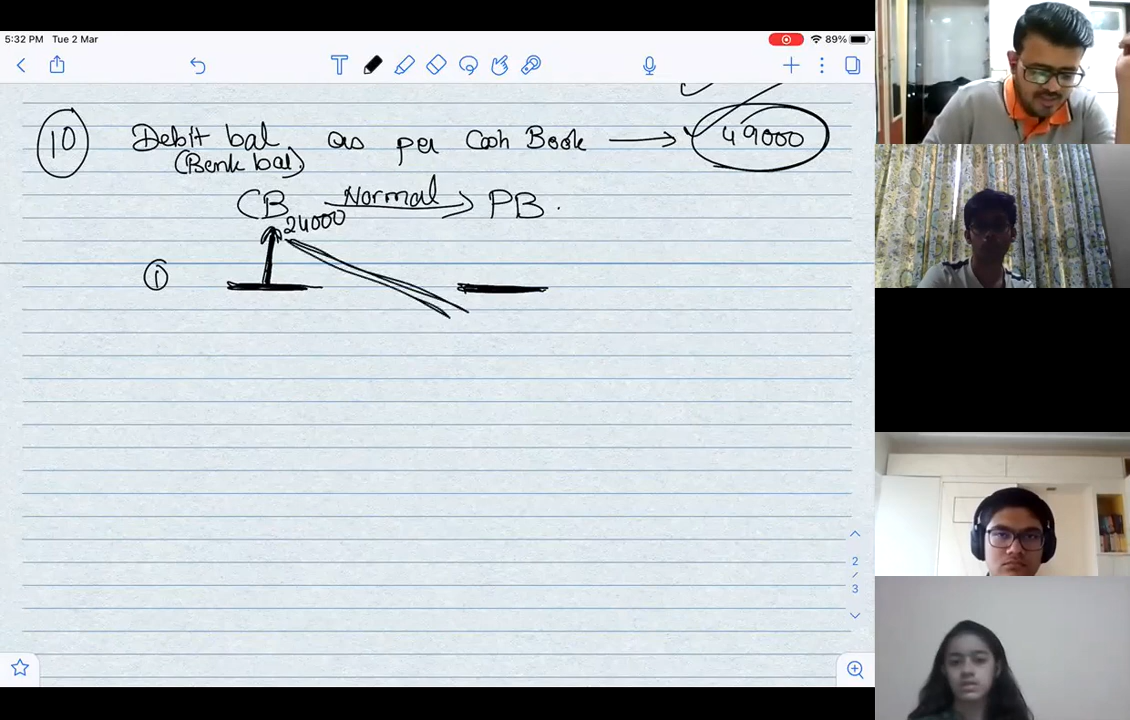 5:32 PM Tue 2 Mar
89%
T
10 Debit bal as per Cash Book → 49000
(Bank bal)
CB Normal → PB.
24000
1
2
/
3